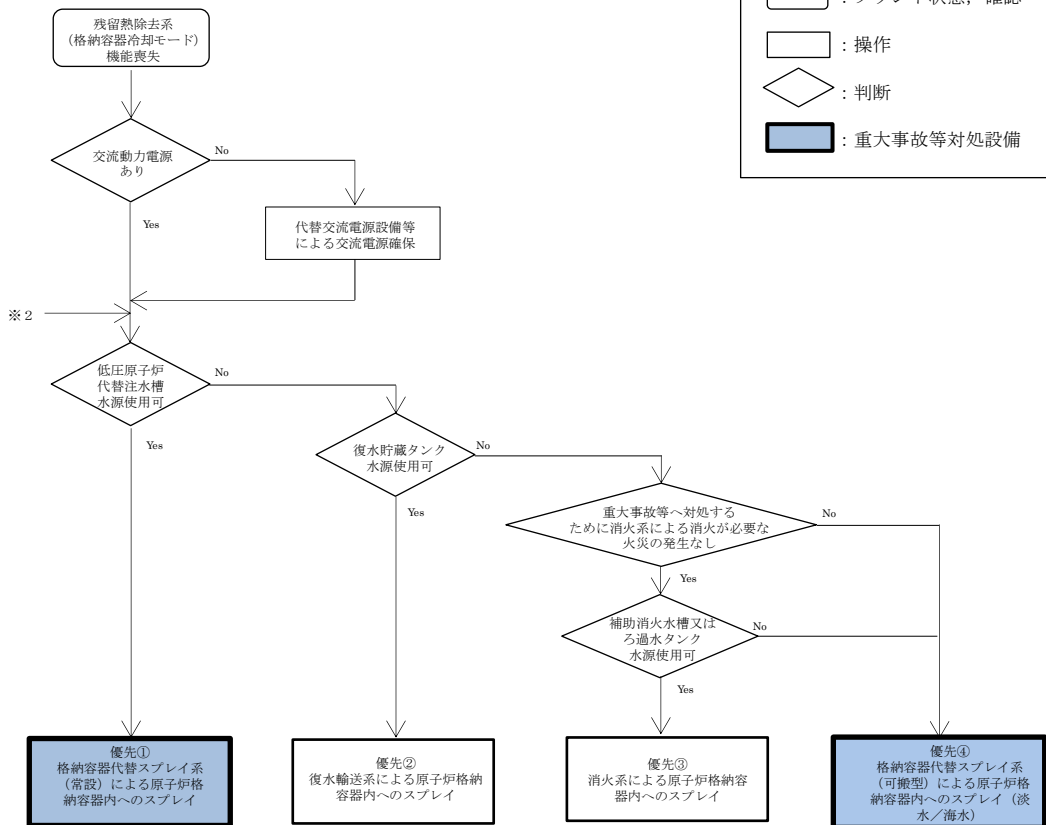 ：プラント状態，確認
：操作
：判断
：重大事故等対処設備
残留熱除去系
（格納容器冷却モード）
機能喪失
交流動力電源
あり
No
Yes
代替交流電源設備等
による交流電源確保
※２
低圧原子炉
代替注水槽
水源使用可
No
Yes
復水貯蔵タンク
水源使用可
No
Yes
重大事故等へ対処する
ために消火系による消火が必要な
火災の発生なし
No
Yes
補助消火水槽又は
ろ過水タンク
水源使用可
No
Yes
優先①
格納容器代替スプレイ系
（常設）による原子炉格
納容器内へのスプレイ
優先②
復水輸送系による原子炉格納
容器内へのスプレイ
優先③
消火系による原子炉格納容
器内へのスプレイ
優先④
格納容器代替スプレイ系
（可搬型）による原子炉格
納容器内へのスプレイ（淡
水／海水）